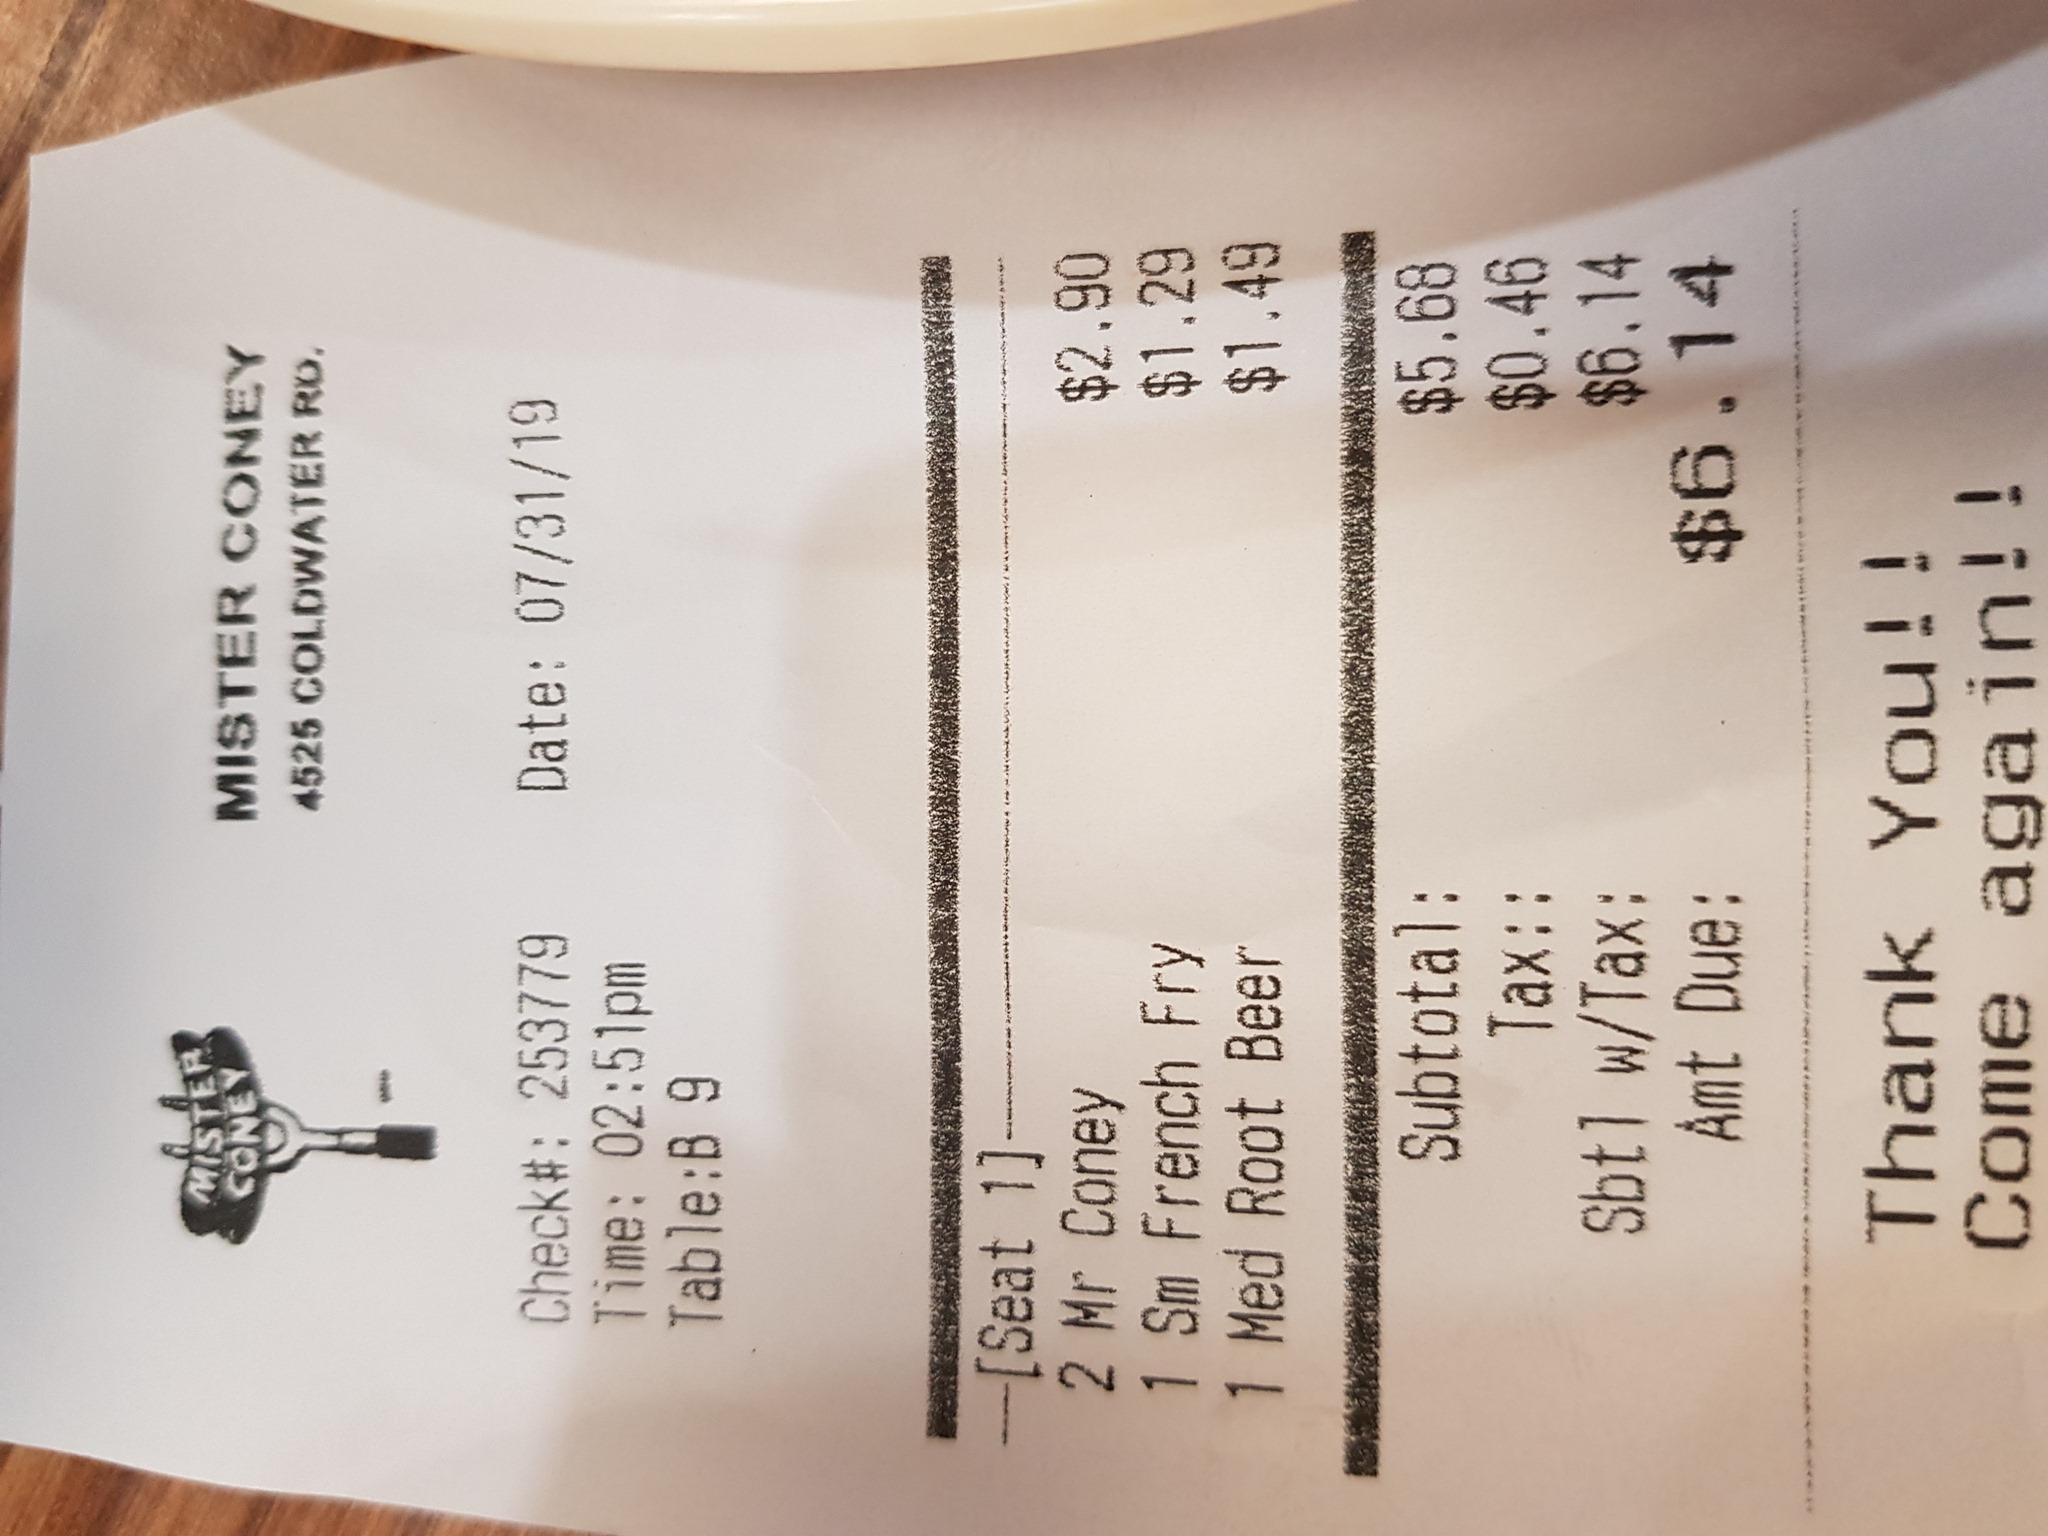 MISTER CONEY
MISTER CONEY
4525 COLDWATER RD.
Check#: 253779 Date: 07/31/19
Time: 02:51pm
Table:B 9
[Seat 1]
2 Mr Coney $2.90
1 Sm French Fry $1.29
1 Med Root Beer $1.49
Subtotal: $5.68
Tax:: $0.46
Sbtl w/Tax: $6.14
Amt Due: $6.14
Thank You!!
Come again!!